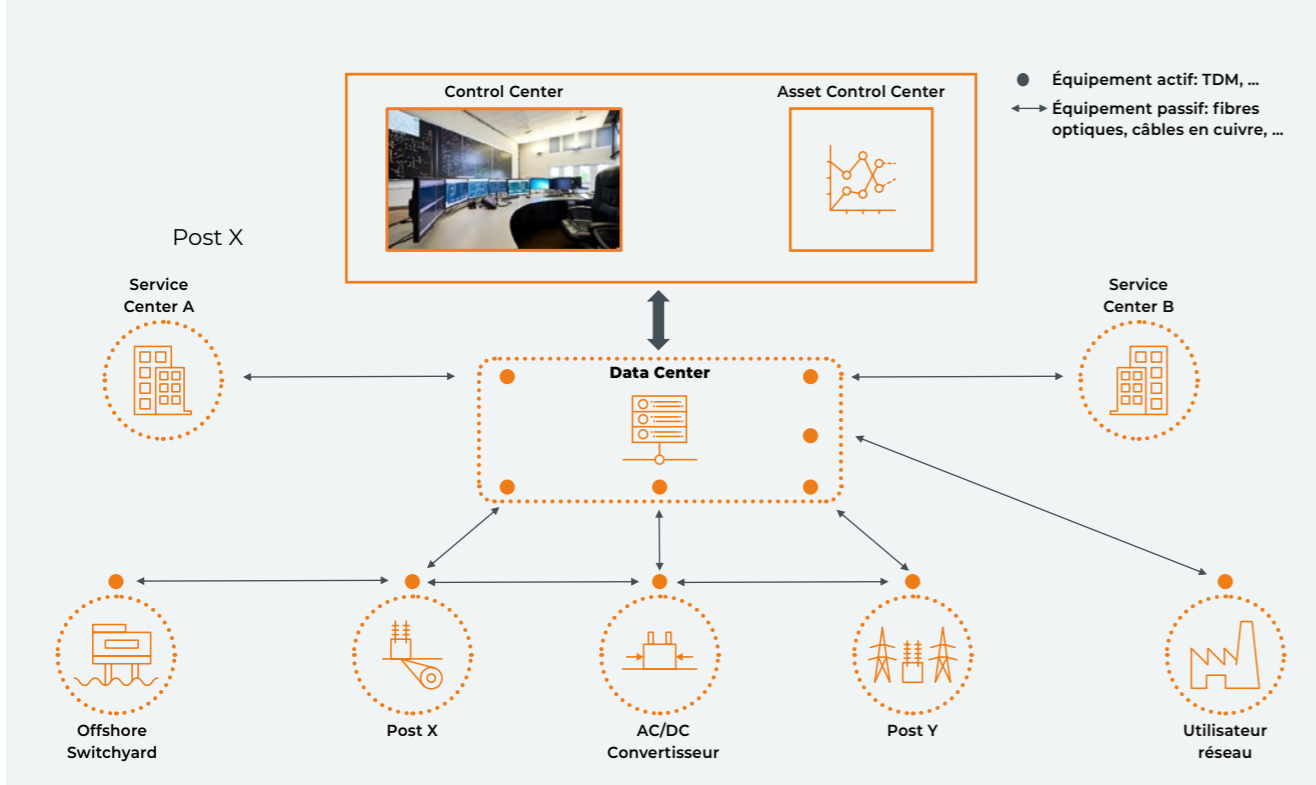 Control Center
Asset Control Center
Équipement actif: TDM, ...
Équipement passif: fibres
optiques, câbles en cuivre, ...
Post X
Service
Center A
Service
Center B
Data Center
Offshore
Switchyard
Post X
AC/DC
Convertisseur
Post Y
Utilisateur
réseau